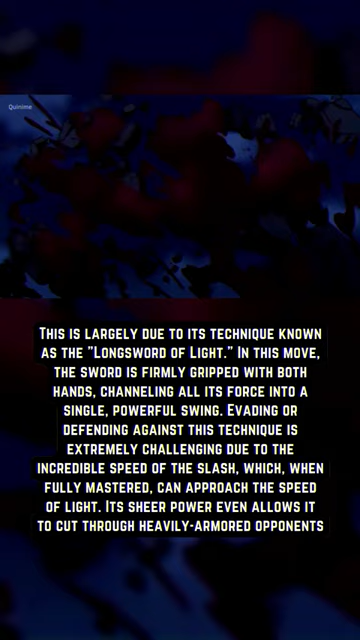 Quinime
This is largely due to its technique known
as the "Longsword of Light." In this move,
the sword is firmly gripped with both
hands, channeling all its force into a
single, powerful swing. Evading or
defending against this technique is
extremely challenging due to the
incredible speed of the slash, which, when
fully mastered, can approach the speed
of light. Its sheer power even allows it
to cut through heavily-armored opponents